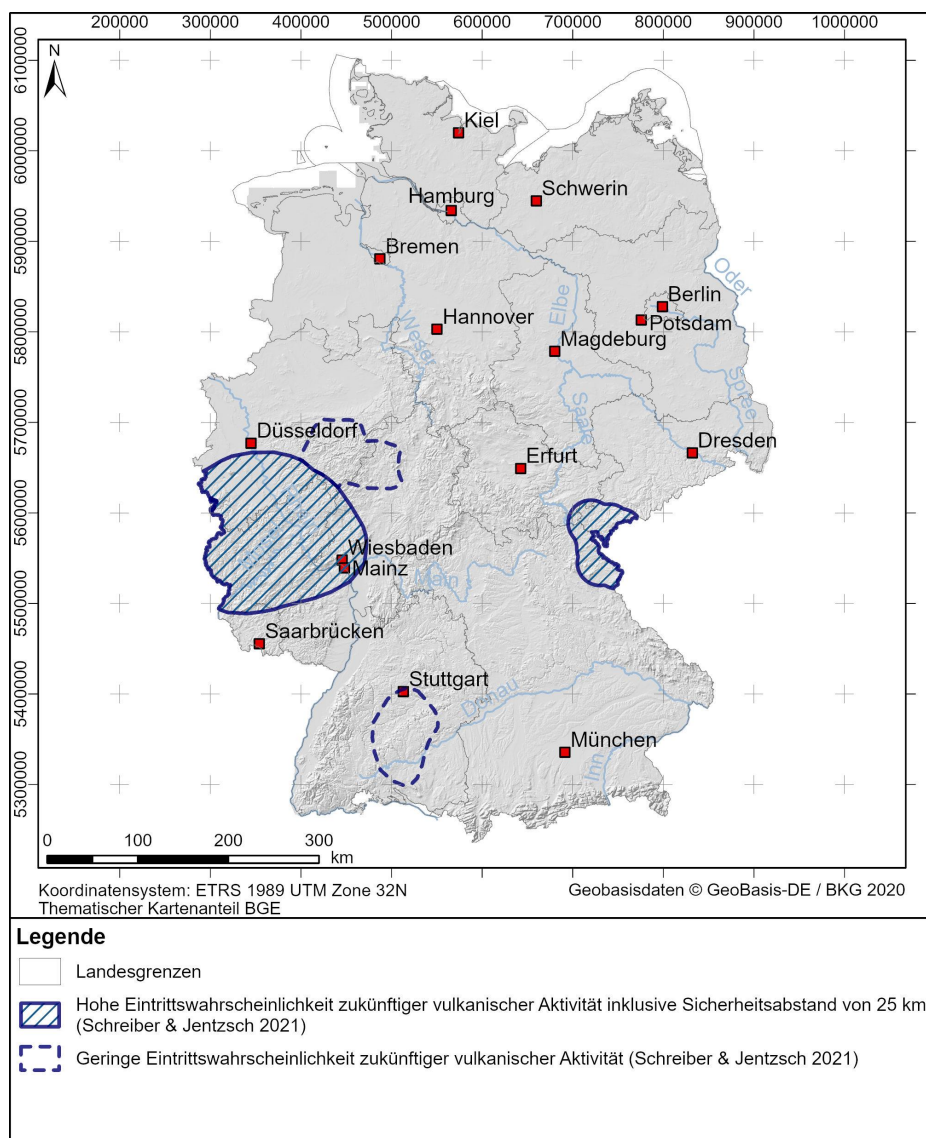 200000 300000 400000 500000 600000 700000 800000 900000 1000000
6100000
6000000
5900000
5800000
5700000
5600000
5500000
5400000
5300000
N
Kiel
Schwerin
Hamburg
Bremen
Oder
Elbe
Berlin
Potsdam
Hannover
Weser
Magdeburg
Spree
Saale
Düsseldorf
Dresden
Erfurt
Wiesbaden
Mainz
Main
Saarbrücken
Stuttgart
Donau
München
Inn
0 100 200 300
km
Koordinatensystem: ETRS 1989 UTM Zone 32N
Geobasisdaten © GeoBasis-DE / BKG 2020
Thematischer Kartenanteil BGE
Legende
Landesgrenzen
Hohe Eintrittswahrscheinlichkeit zukünftiger vulkanischer Aktivität inklusive Sicherheitsabstand von 25 km
(Schreiber & Jentzsch 2021)
Geringe Eintrittswahrscheinlichkeit zukünftiger vulkanischer Aktivität (Schreiber & Jentzsch 2021)